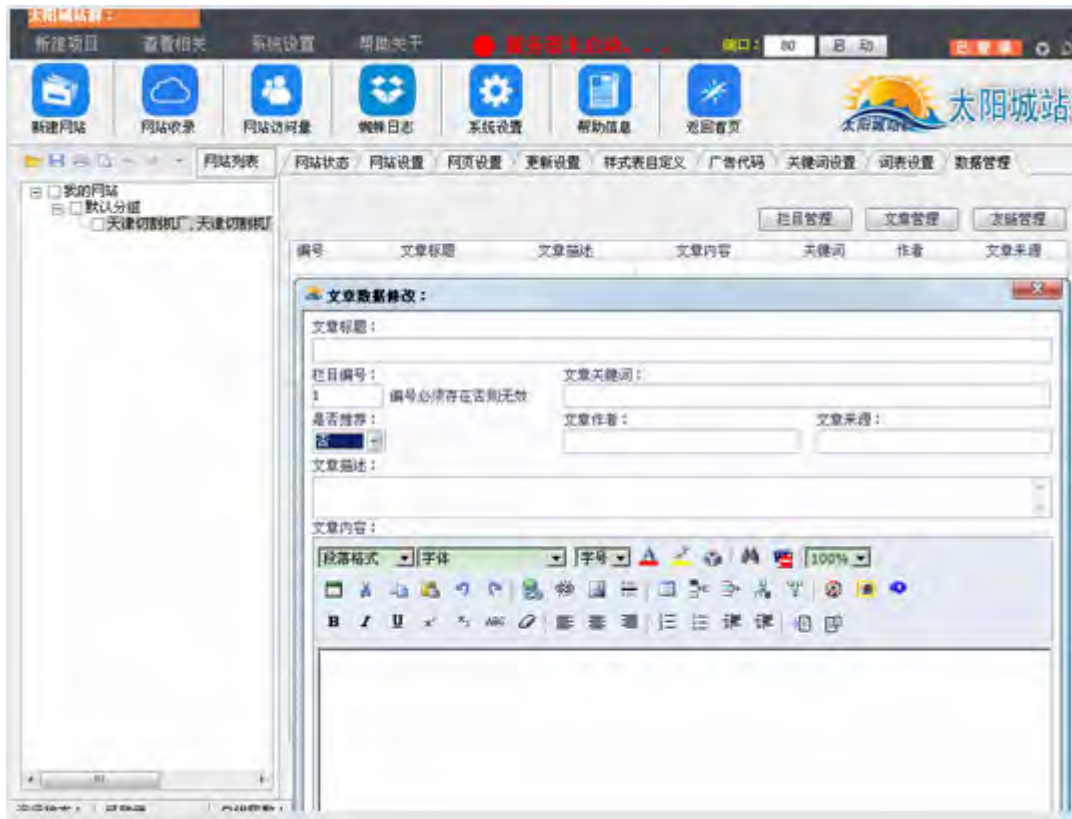 太阳城站群：
新建项目 查看相关 系统设置 帮助关于 服务器未启动... 端口： 80 启 动 已登录
新建网站 网站收录 网站访问量 蜘蛛日志 系统设置 帮助信息 返回首页 太阳城站群 太阳城站
网站列表 网站状态 网站设置 网页设置 更新设置 样式表自定义 广告代码 关键词设置 词表设置 数据管理
我的网站
默认分组
天津切割机厂,天津切割机厂
栏目管理 文章管理 友链管理
编号 文章标题 文章描述 文章内容 关键词 作者 文章来源
文章数据修改：
文章标题：
栏目编号： 文章关键词：
1 编号必须存在否则无效
是否推荐： 文章作者： 文章来源：
否
文章描述：
文章内容：
段落格式 字体 字号 100%
B I U ABC